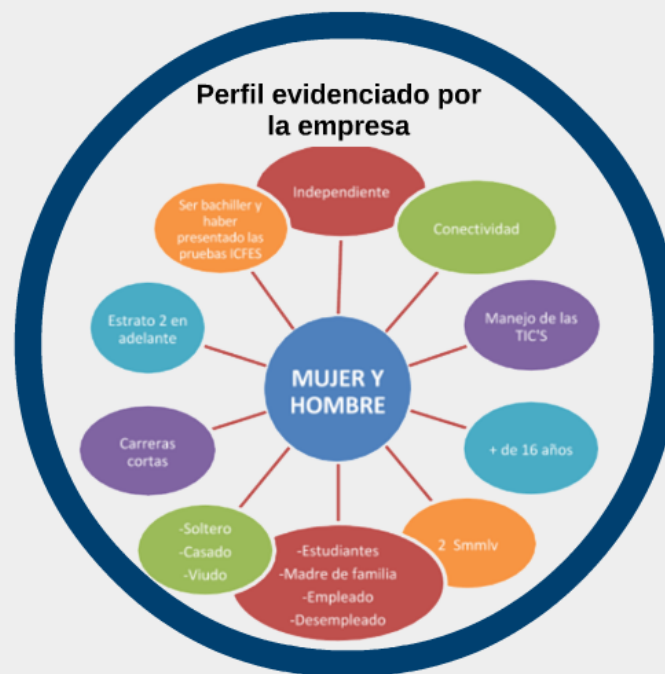 Perfil evidenciado por
la empresa
Independiente
Conectividad
Manejo de las
TIC'S
+ de 16 años
2 Smmlv
-Estudiantes
-Madre de familia
-Empleado
-Desempleado
-Soltero
-Casado
-Viudo
Carreras
cortas
Estrato 2 en
adelante
Ser bachiller y
haber
presentado las
pruebas ICFES
MUJER Y
HOMBRE